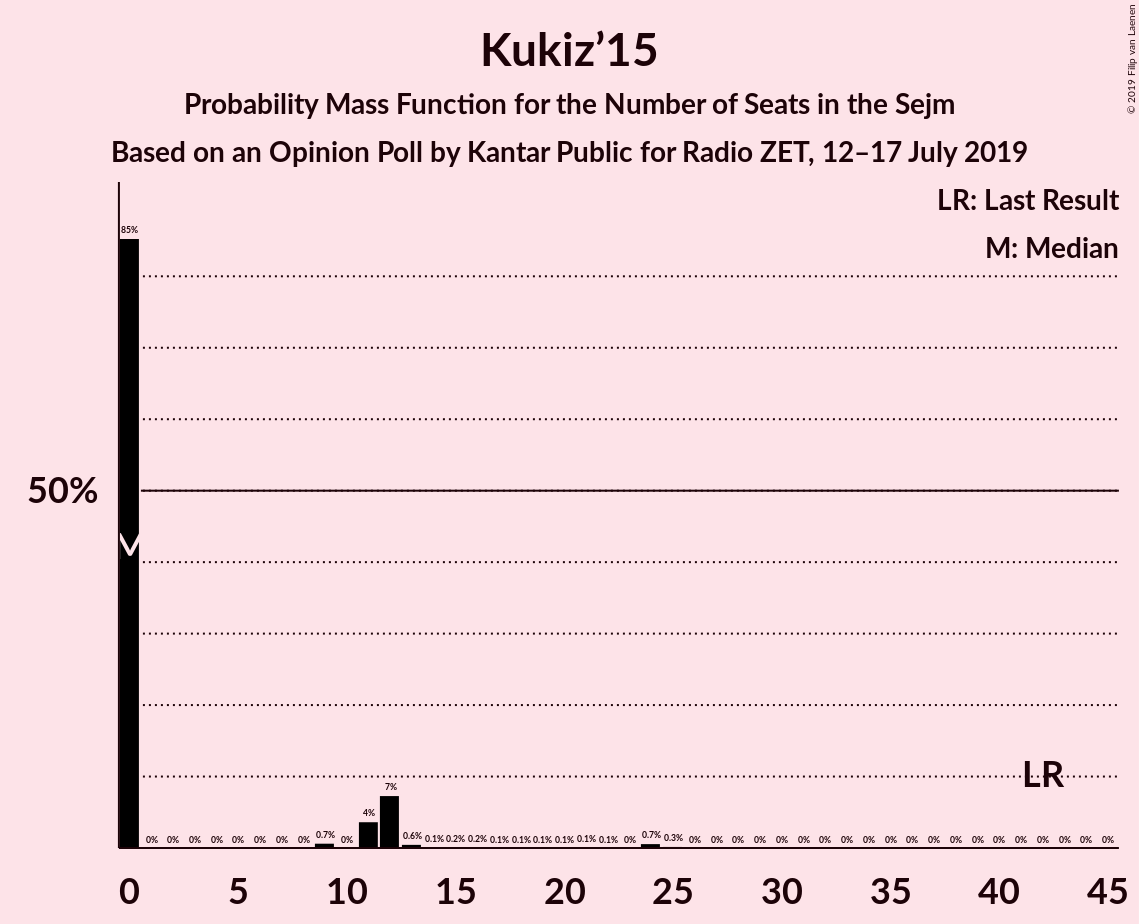 Kukiz’15
Probability Mass Function for the Number of Seats in the Sejm
Based on an Opinion Poll by Kantar Public for Radio ZET, 12–17 July 2019
© 2019 Filip van Laenen
LR: Last Result
M: Median
85%
50%
LR
0% 0% 0% 0% 0% 0% 0% 0% 0.7% 0% 4% 7% 0.6% 0.1% 0.2% 0.2% 0.1% 0.1% 0.1% 0.1% 0.1% 0.1% 0% 0.7% 0.3% 0% 0% 0% 0% 0% 0% 0% 0% 0% 0% 0% 0% 0% 0% 0% 0% 0% 0% 0% 0%
0 5 10 15 20 25 30 35 40 45